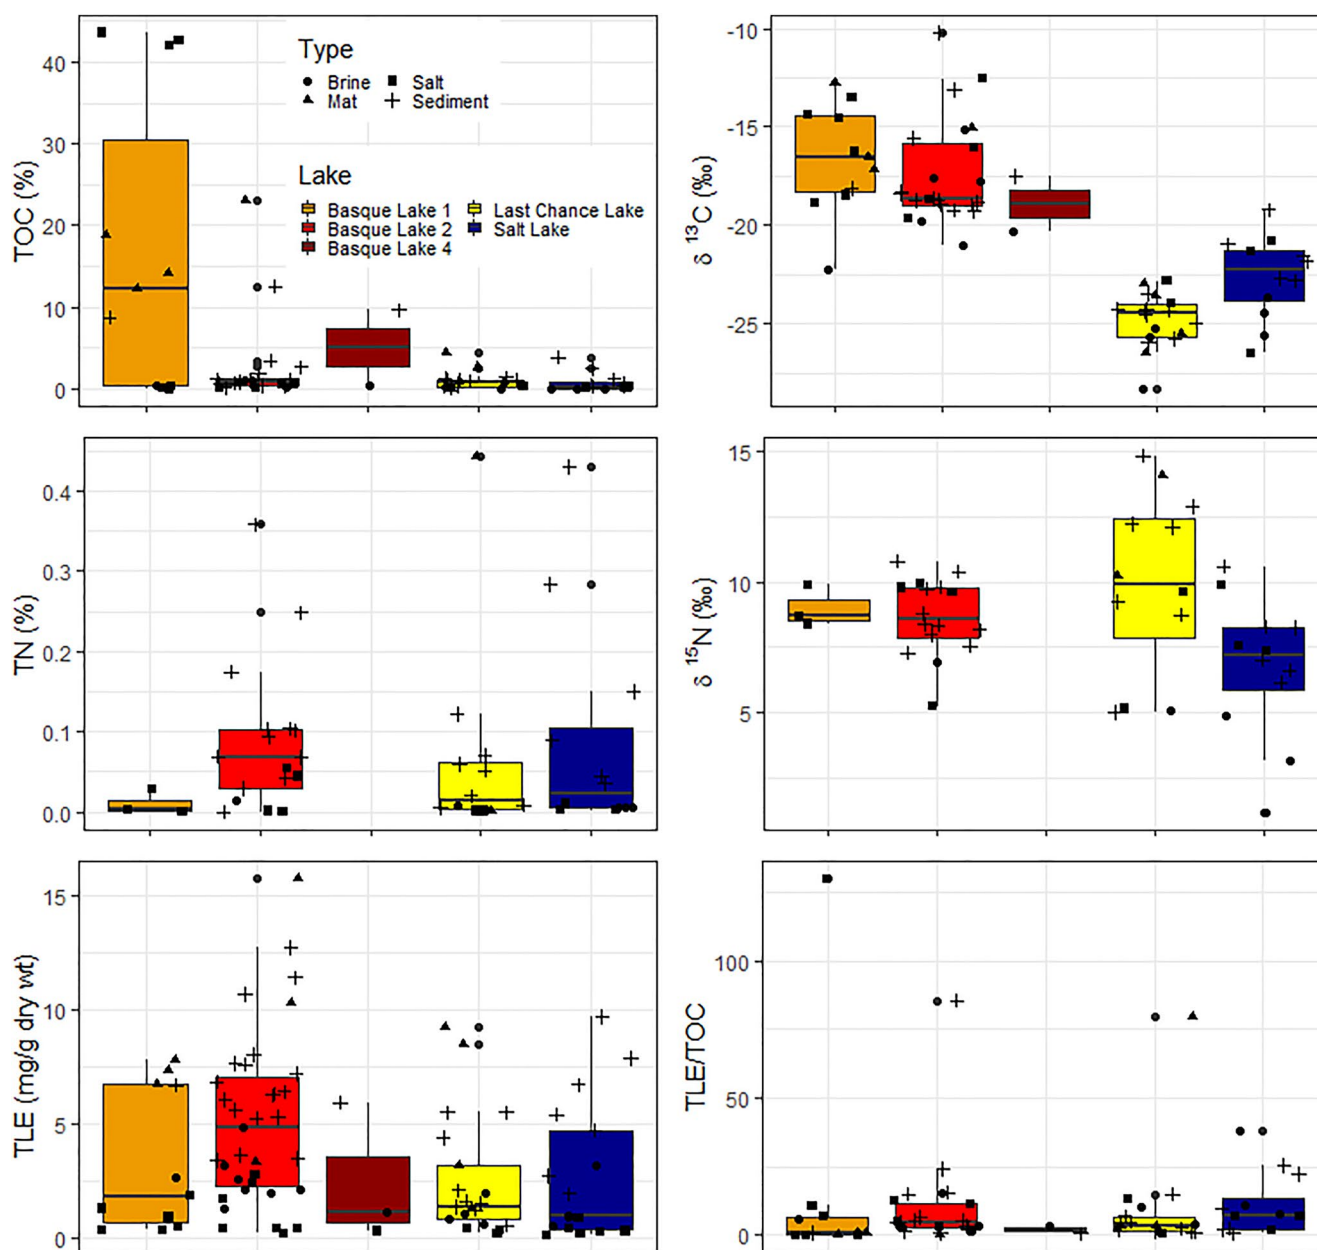 TOC (%)
40
30
20
10
0
Type
Brine
Salt
Mat
Sediment
Lake
Basque Lake 1
Last Chance Lake
Basque Lake 2
Salt Lake
Basque Lake 4
δ 13C (‰)
-10
-15
-20
-25
TN (%)
0.4
0.3
0.2
0.1
0.0
δ 15N (‰)
15
10
5
TLE (mg/g dry wt)
15
10
5
0
TLE/TOC
100
50
0